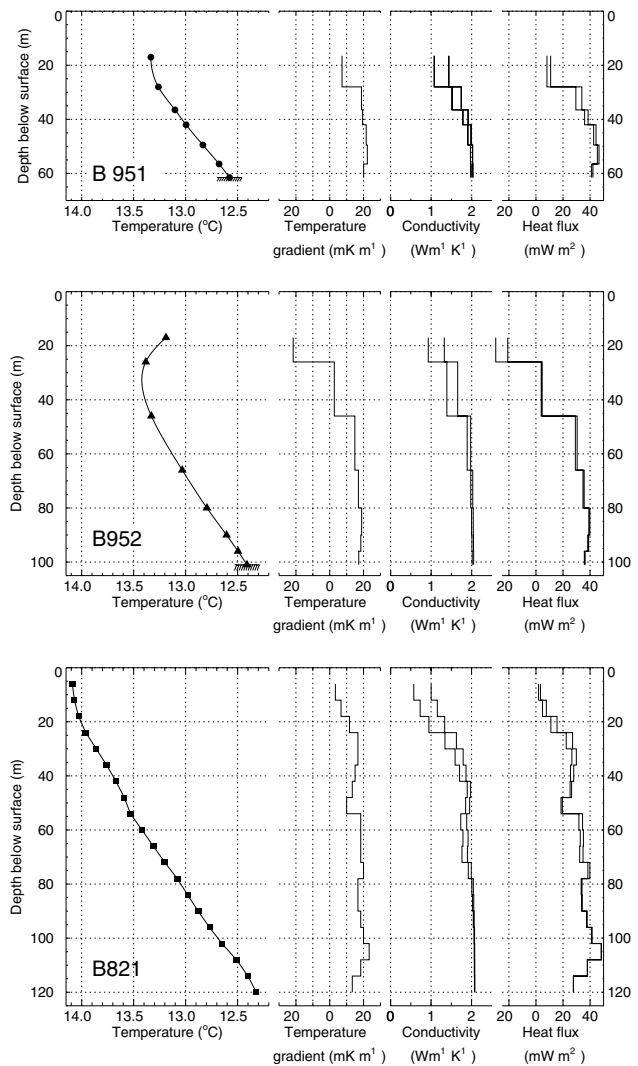 0
20
40
60
Depth below surface (m)
B 951
14.0 13.5 13.0 12.5
Temperature (°C)
20 0 20
Temperature
gradient (mK m¹ )
0 1 2
Conductivity
(Wm¹ K¹ )
20 0 20 40
Heat flux
(mW m² )
0
20
40
60
0
20
40
60
80
100
Depth below surface (m)
B952
14.0 13.5 13.0 12.5
Temperature (°C)
20 0 20
Temperature
gradient (mK m¹ )
0 1 2
Conductivity
(Wm¹ K¹ )
20 0 20 40
Heat flux
(mW m² )
0
20
40
60
80
100
0
20
40
60
80
100
120
Depth below surface (m)
B821
14.0 13.5 13.0 12.5
Temperature (°C)
20 0 20
Temperature
gradient (mK m¹ )
0 1 2
Conductivity
(Wm¹ K¹ )
20 0 20 40
Heat flux
(mW m² )
0
20
40
60
80
100
120